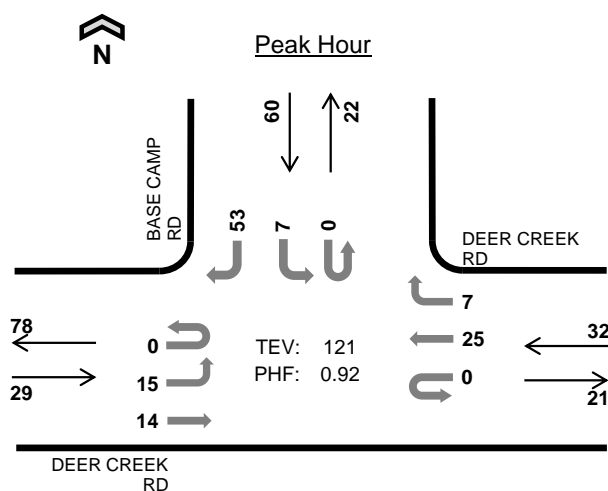 N
Peak Hour
60
22
BASE CAMP
RD
53
7
0
DEER CREEK
RD
7
78
0
TEV: 121
25
32
29
15
PHF: 0.92
0
21
14
DEER CREEK
RD